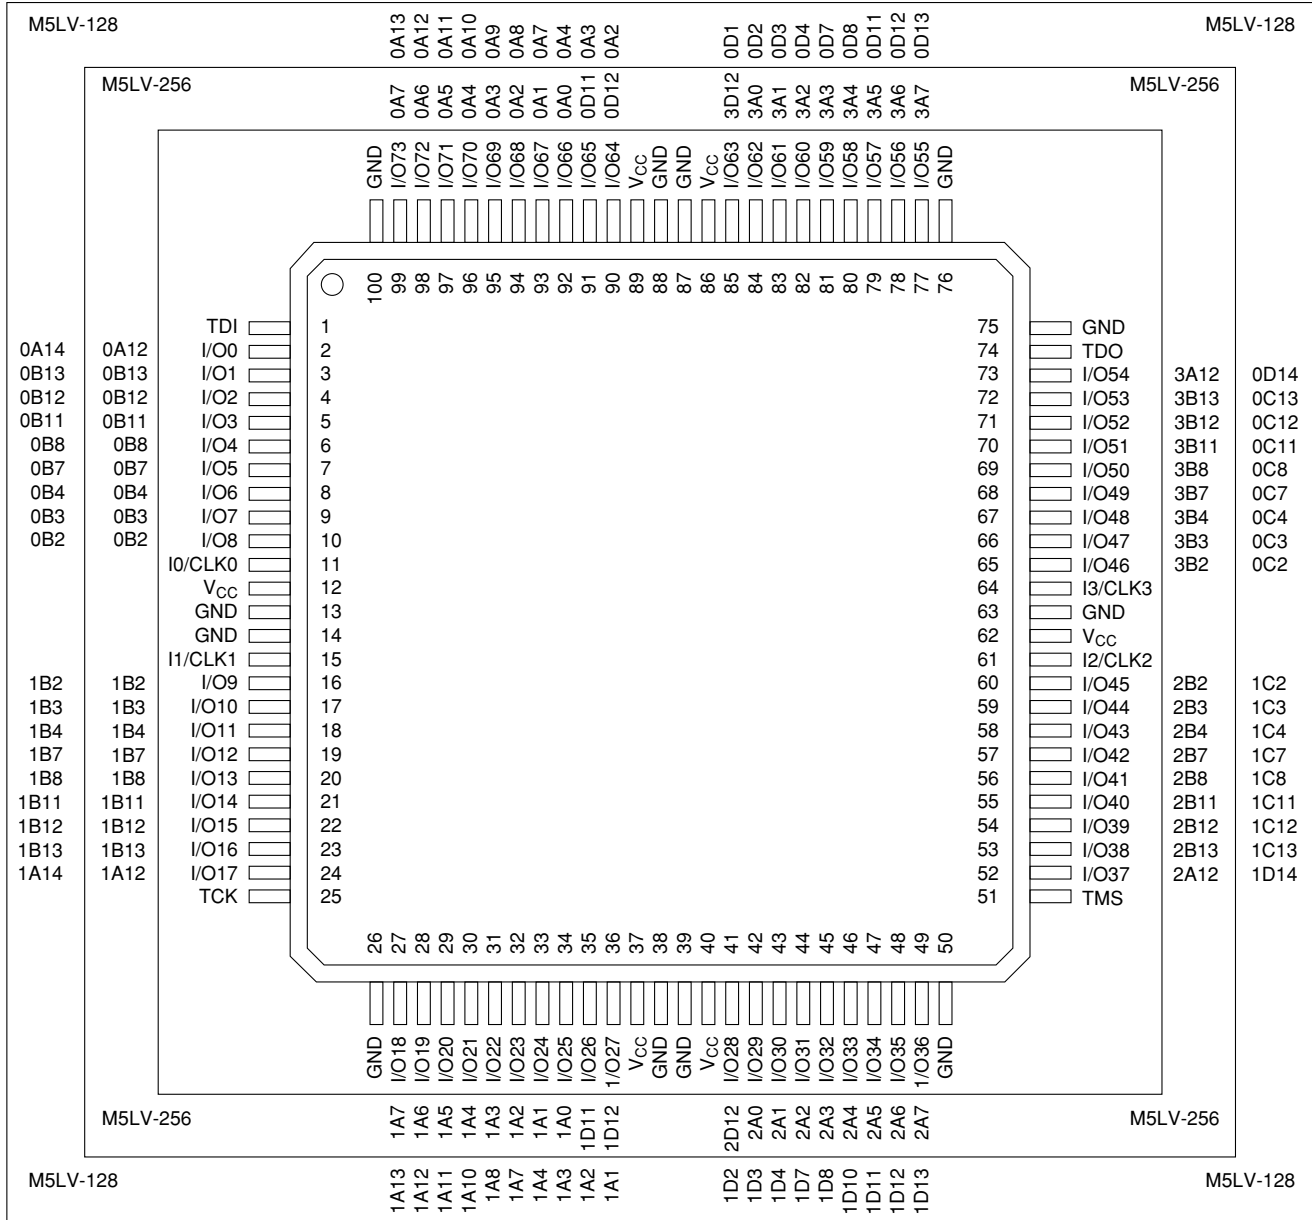 M5LV-128 0A13 0A12 0A11 0A10 0A9 0A8 0A7 0A4 0A3 0A2 0D1 0D2 0D3 0D4 0D7 0D8 0D11 0D12 0D13 M5LV-128
M5LV-256 0A7 0A6 0A5 0A4 0A3 0A2 0A1 0A0 0D11 0D12 3D12 3A0 3A1 3A2 3A3 3A4 3A5 3A6 3A7 M5LV-256
GND I/O73 I/O72 I/O71 I/O70 I/O69 I/O68 I/O67 I/O66 I/O65 I/O64 VCC GND GND VCC I/O63 I/O62 I/O61 I/O60 I/O59 I/O58 I/O57 I/O56 I/O55 GND
100 99 98 97 96 95 94 93 92 91 90 89 88 87 86 85 84 83 82 81 80 79 78 77 76
TDI 1 75 GND
0A14 0A12 I/O0 2 74 TDO
0B13 0B13 I/O1 3 73 I/O54 3A12 0D14
0B12 0B12 I/O2 4 72 I/O53 3B13 0C13
0B11 0B11 I/O3 5 71 I/O52 3B12 0C12
0B8 0B8 I/O4 6 70 I/O51 3B11 0C11
0B7 0B7 I/O5 7 69 I/O50 3B8 0C8
0B4 0B4 I/O6 8 68 I/O49 3B7 0C7
0B3 0B3 I/O7 9 67 I/O48 3B4 0C4
0B2 0B2 I/O8 10 66 I/O47 3B3 0C3
I0/CLK0 11 65 I/O46 3B2 0C2
VCC 12 64 I3/CLK3
GND 13 63 GND
GND 14 62 VCC
I1/CLK1 15 61 I2/CLK2
1B2 1B2 I/O9 16 60 I/O45 2B2 1C2
1B3 1B3 I/O10 17 59 I/O44 2B3 1C3
1B4 1B4 I/O11 18 58 I/O43 2B4 1C4
1B7 1B7 I/O12 19 57 I/O42 2B7 1C7
1B8 1B8 I/O13 20 56 I/O41 2B8 1C8
1B11 1B11 I/O14 21 55 I/O40 2B11 1C11
1B12 1B12 I/O15 22 54 I/O39 2B12 1C12
1B13 1B13 I/O16 23 53 I/O38 2B13 1C13
1A14 1A12 I/O17 24 52 I/O37 2A12 1D14
TCK 25 51 TMS
26 27 28 29 30 31 32 33 34 35 36 37 38 39 40 41 42 43 44 45 46 47 48 49 50
GND I/O18 I/O19 I/O20 I/O21 I/O22 I/O23 I/O24 I/O25 I/O26 1/O27 VCC GND GND VCC I/O28 I/O29 I/O30 I/O31 I/O32 I/O33 I/O34 I/O35 1/O36 GND
M5LV-256 1A7 1A6 1A5 1A4 1A3 1A2 1A1 1A0 1D11 1D12 2D12 2A0 2A1 2A2 2A3 2A4 2A5 2A6 2A7 M5LV-256
M5LV-128 1A13 1A12 1A11 1A10 1A8 1A7 1A4 1A3 1A2 1A1 1D2 1D3 1D4 1D7 1D8 1D10 1D11 1D12 1D13 M5LV-128